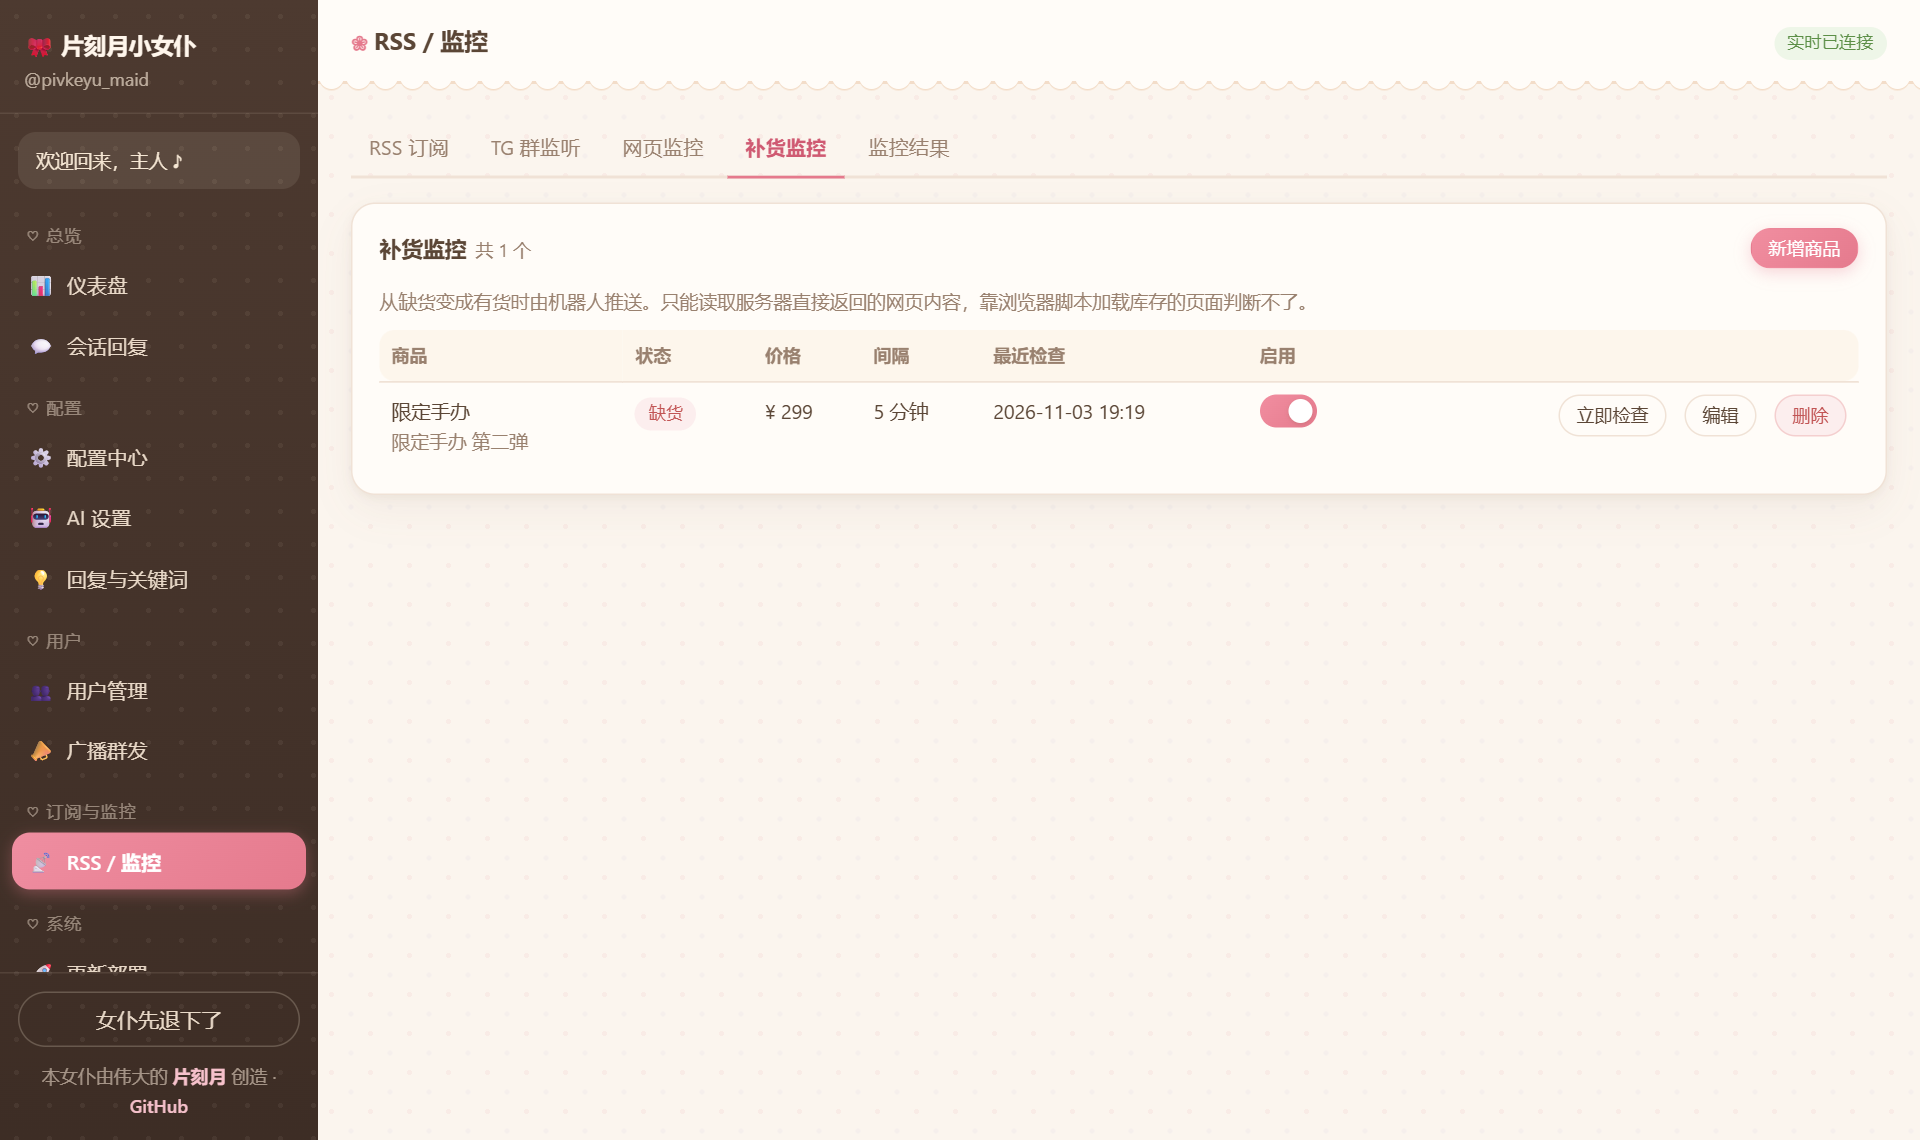 片刻月小女仆
@pivkeyu_maid
欢迎回来，主人♪
♡ 总览
仪表盘
会话回复
♡ 配置
配置中心
AI 设置
回复与关键词
♡ 用户
用户管理
广播群发
♡ 订阅与监控
RSS / 监控
♡ 系统
更新部署
女仆先退下了
本女仆由伟大的 片刻月 创造 ·
GitHub
RSS / 监控
实时已连接
RSS 订阅 TG 群监听 网页监控 补货监控 监控结果
补货监控 共 1 个
新增商品
从缺货变成有货时由机器人推送。只能读取服务器直接返回的网页内容，靠浏览器脚本加载库存的页面判断不了。
商品 状态 价格 间隔 最近检查 启用
限定手办 缺货 ¥ 299 5 分钟 2026-11-03 19:19 立即检查 编辑 删除
限定手办 第二弹